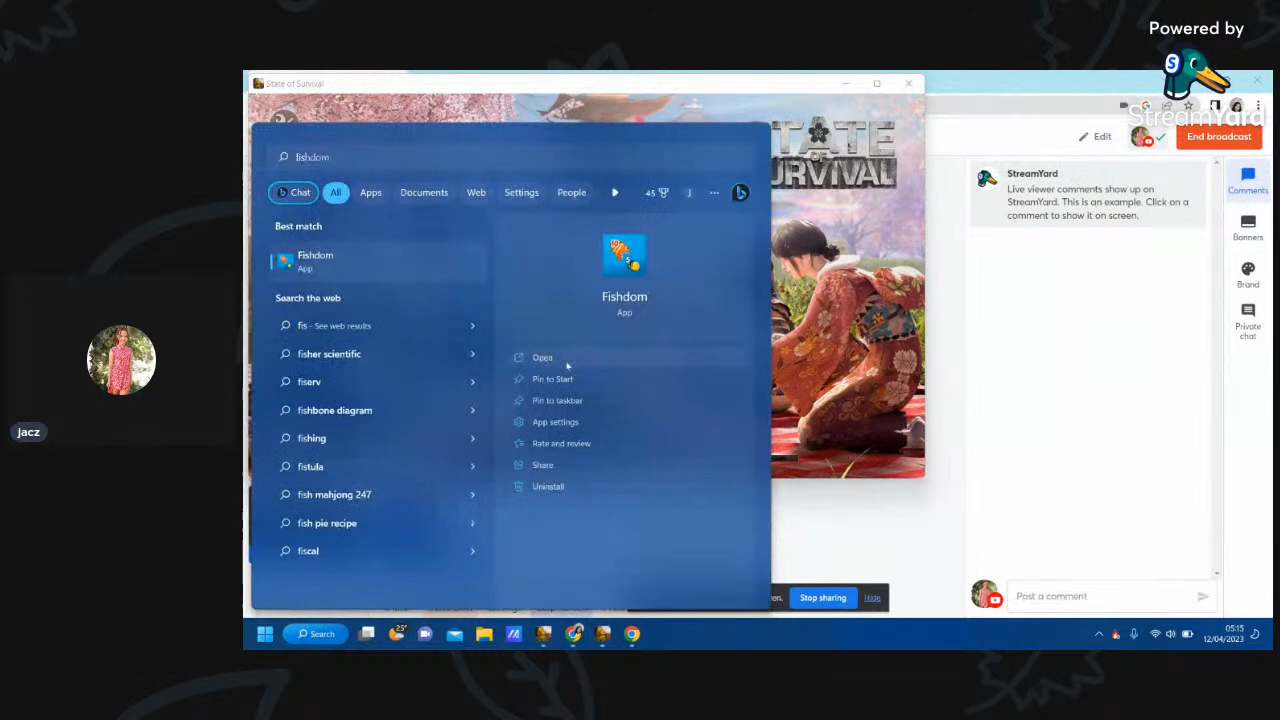 Powered by
S
StreamYard
State of Survival
STATE
OF
SURVIVAL
Edit
End broadcast
fishdom
Chat
All
Apps
Documents
Web
Settings
People
45
J
Best match
Fishdom
App
Search the web
fis - See web results
fisher scientific
fiserv
fishbone diagram
fishing
fistula
fish mahjong 247
fish pie recipe
fiscal
Fishdom
App
Open
Pin to Start
Pin to taskbar
App settings
Rate and review
Share
Uninstall
StreamYard
Live viewer comments show up on
StreamYard. This is an example. Click on a
comment to show it on screen.
Comments
Banners
Brand
Private
chat
Post a comment
en.
Stop sharing
Hide
jacz
Search
25°
05:15
12/04/2023